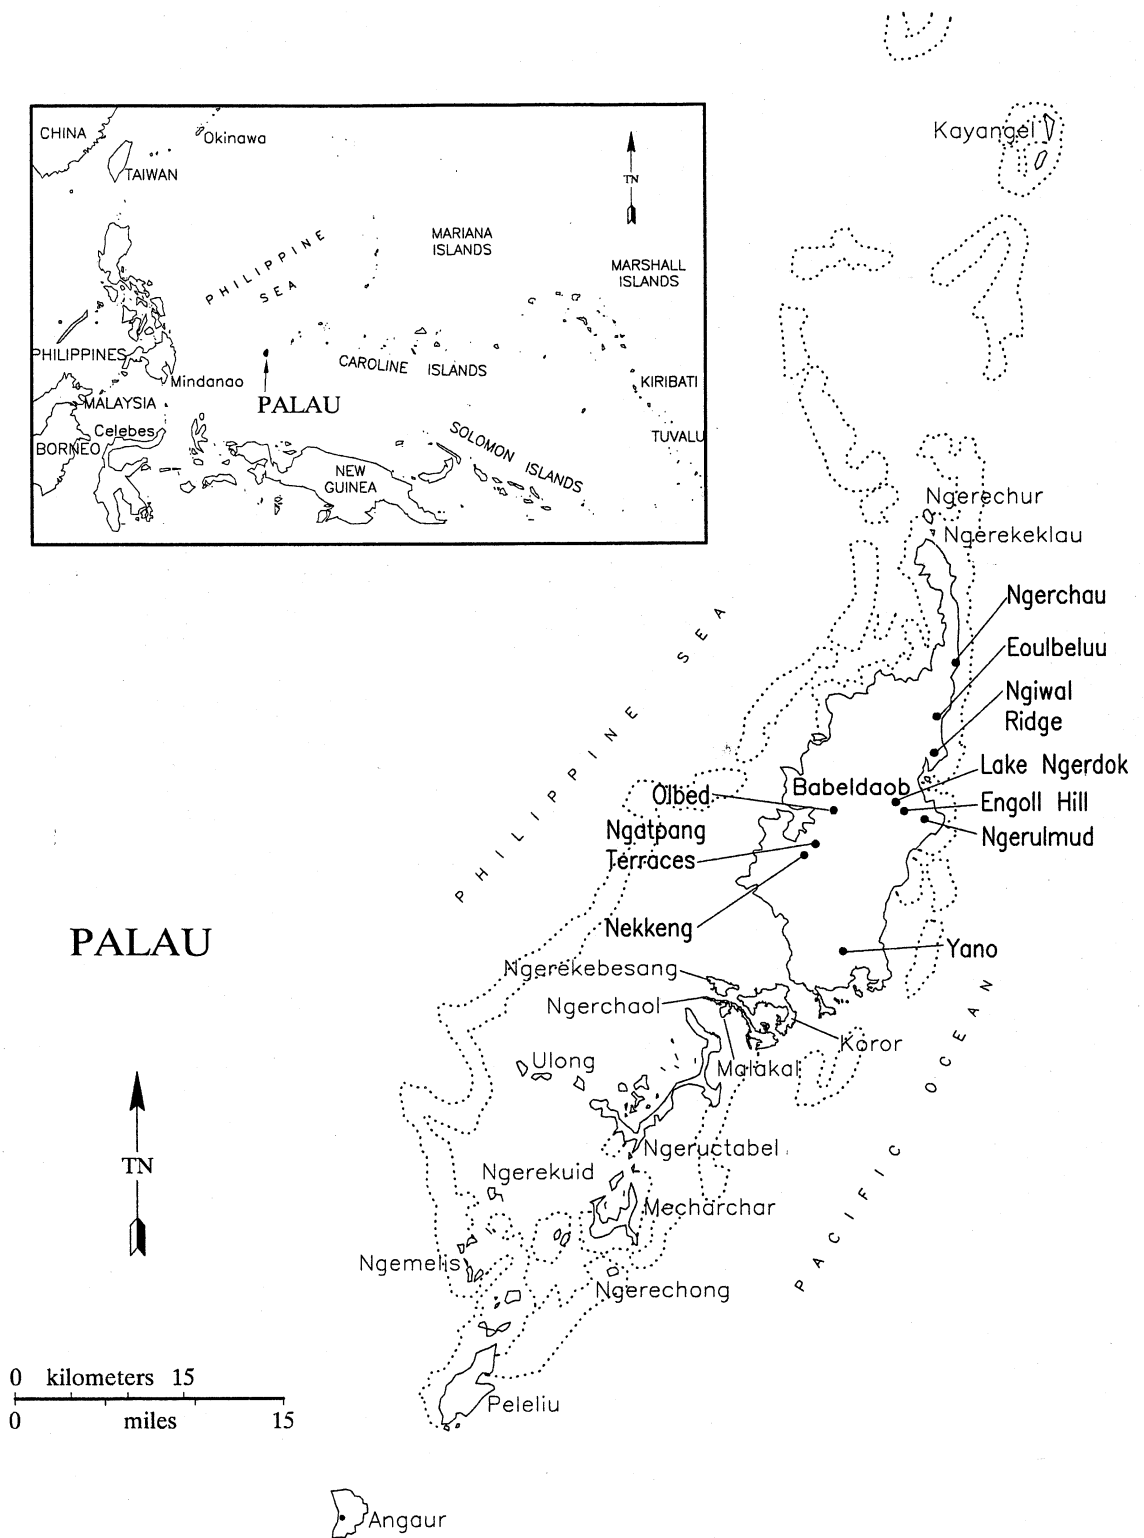 Kayangel
CHINA
Okinawa
TAIWAN
TN
MARIANA
ISLANDS
PHILIPPINE
SEA
MARSHALL
ISLANDS
PHILIPPINES
CAROLINE ISLANDS
Mindanao
KIRIBATI
MALAYSIA
PALAU
Celebes
BORNEO
SOLOMON ISLANDS
TUVALU
NEW
GUINEA
Ngerechur
Ngerekeklau
Ngerchau
Eoulbeluu
Ngiwal
Ridge
PHILIPPINE SEA
Lake Ngerdok
Babeldaob
Olbed
Engoll Hill
Ngatpang
Terraces
Ngerulmud
Nekkeng
PALAU
Yano
Ngerekebesang
Ngerchaol
Koror
Malakal
Ulong
PACIFIC OCEAN
TN
Ngeructabel
Ngerekuid
Mecharchar
Ngemelis
Ngerechong
0 kilometers 15
0 miles 15
Peleliu
Angaur